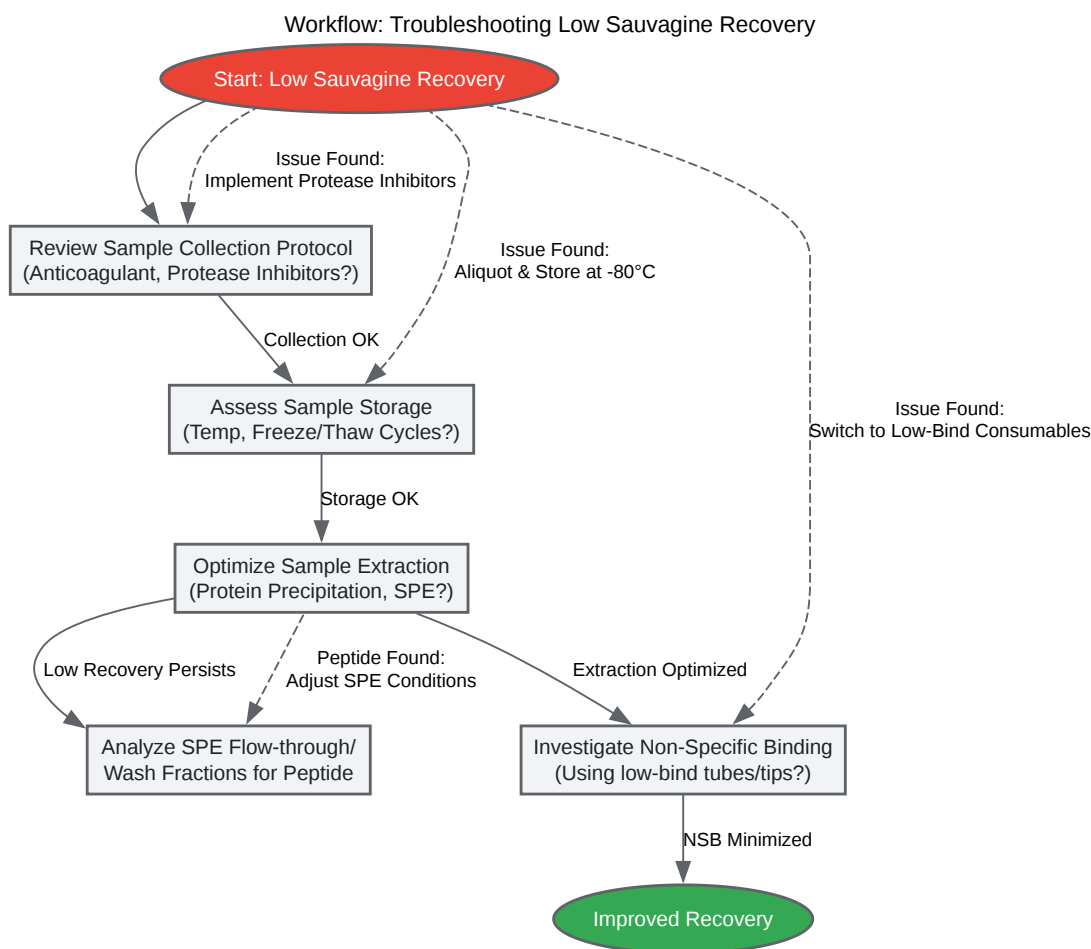 Workflow: Troubleshooting Low Sauvagine Recovery
Start: Low Sauvagine Recovery
Issue Found:
Implement Protease Inhibitors
Review Sample Collection Protocol
(Anticoagulant, Protease Inhibitors?)
Issue Found:
Aliquot & Store at -80°C
Collection OK
Assess Sample Storage
(Temp, Freeze/Thaw Cycles?)
Issue Found:
Switch to Low-Bind Consumables
Storage OK
Optimize Sample Extraction
(Protein Precipitation, SPE?)
Low Recovery Persists
Peptide Found:
Adjust SPE Conditions
Extraction Optimized
Analyze SPE Flow-through/
Wash Fractions for Peptide
Investigate Non-Specific Binding
(Using low-bind tubes/tips?)
NSB Minimized
Improved Recovery